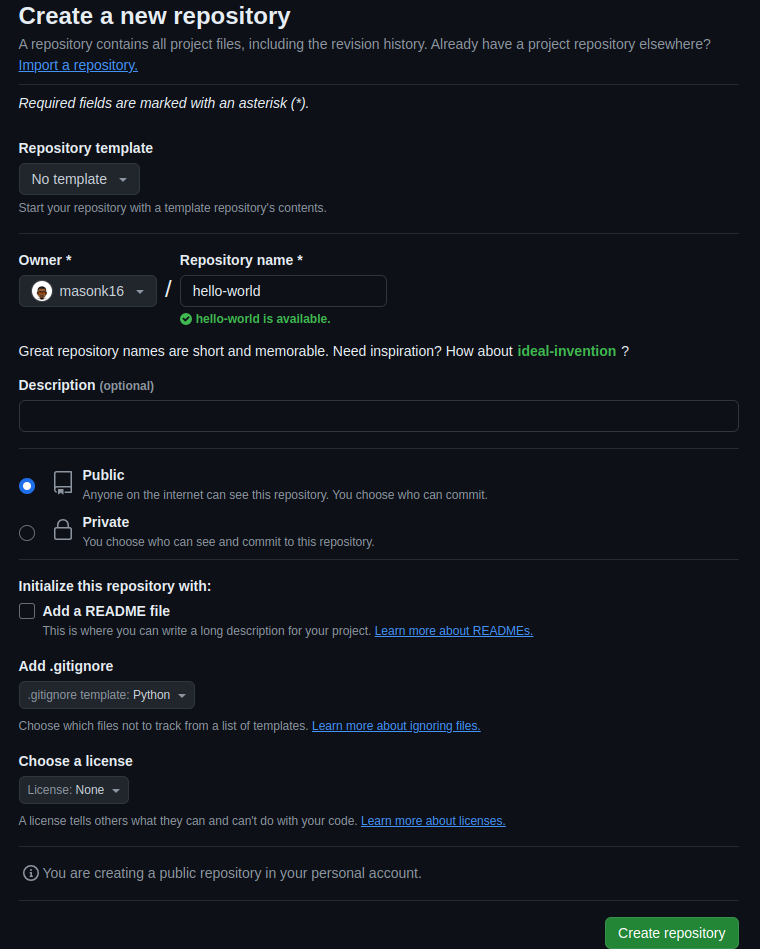 Create a new repository
A repository contains all project files, including the revision history. Already have a project repository elsewhere?
Import a repository.
Required fields are marked with an asterisk (*).
Repository template
No template
Start your repository with a template repository's contents.
Owner * Repository name *
masonk16 / hello-world
hello-world is available.
Great repository names are short and memorable. Need inspiration? How about ideal-invention ?
Description (optional)
Public
Anyone on the internet can see this repository. You choose who can commit.
Private
You choose who can see and commit to this repository.
Initialize this repository with:
Add a README file
This is where you can write a long description for your project. Learn more about READMEs.
Add .gitignore
.gitignore template: Python
Choose which files not to track from a list of templates. Learn more about ignoring files.
Choose a license
License: None
A license tells others what they can and can't do with your code. Learn more about licenses.
You are creating a public repository in your personal account.
Create repository